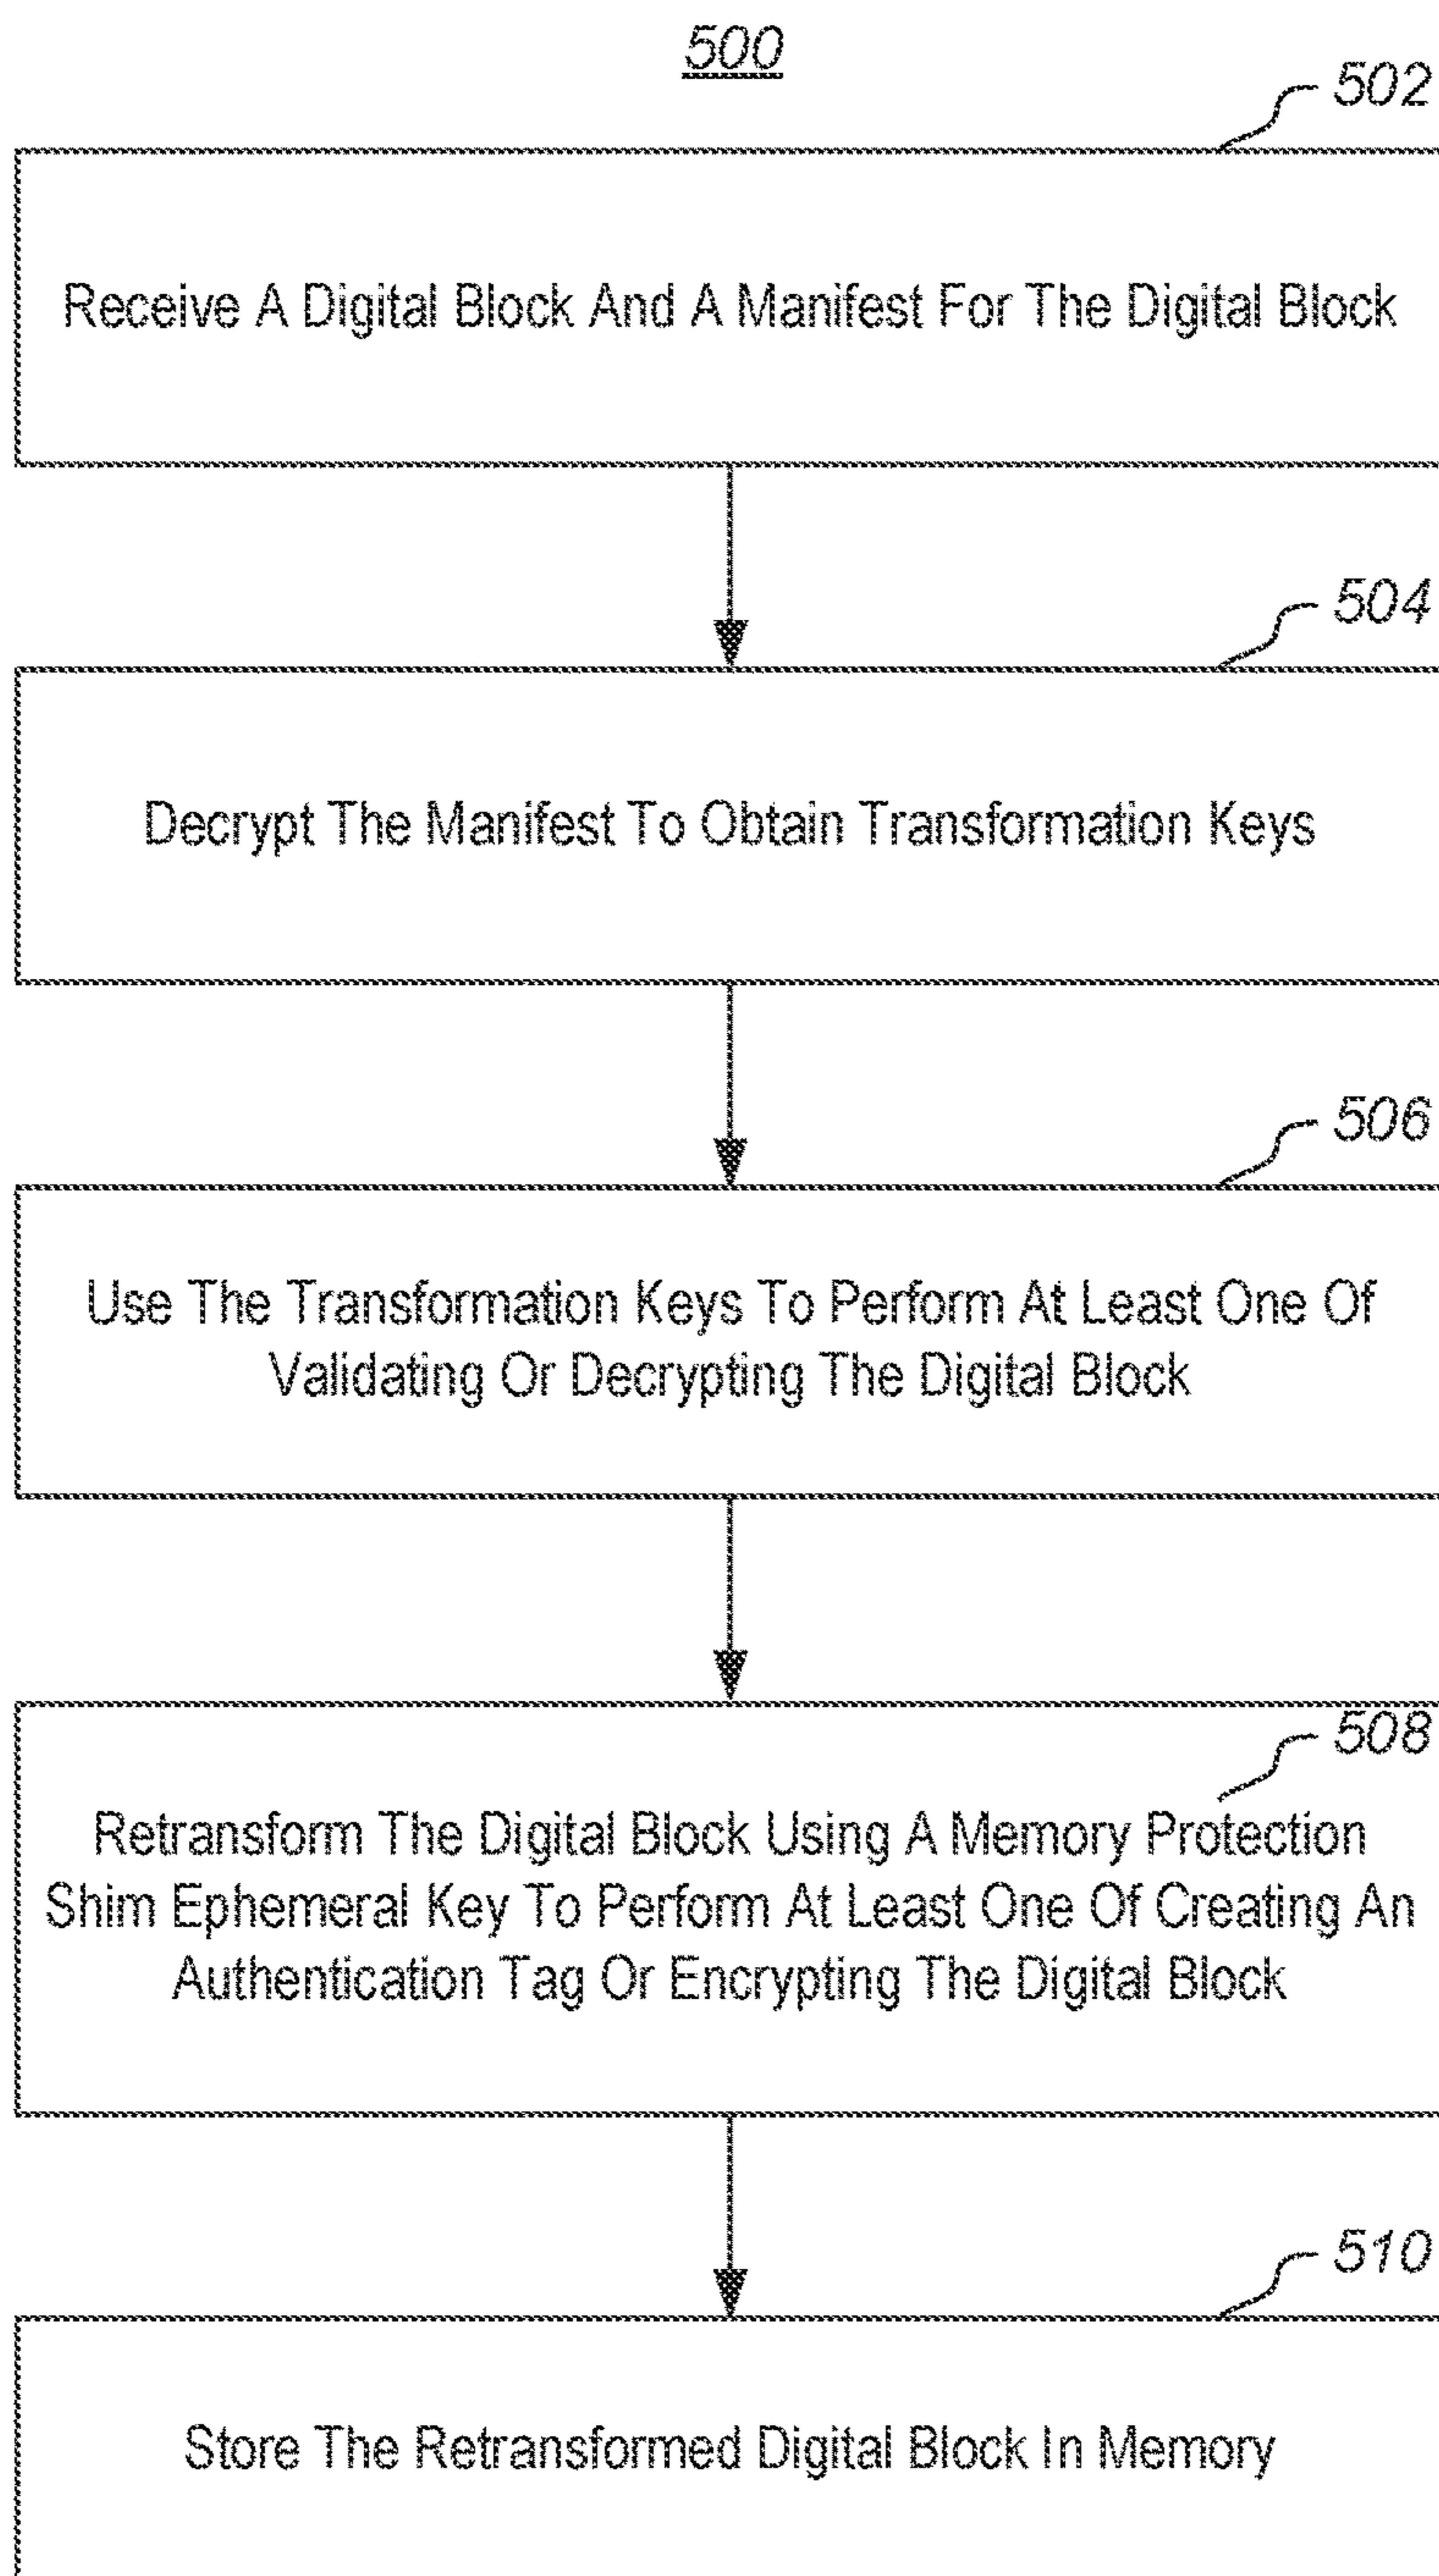 500
502
Receive A Digital Block And A Manifest For The Digital Block
504
Decrypt The Manifest To Obtain Transformation Keys
506
Use The Transformation Keys To Perform At Least One Of
Validating Or Decrypting The Digital Block
508
Retransform The Digital Block Using A Memory Protection
Shim Ephemeral Key To Perform At Least One Of Creating An
Authentication Tag Or Encrypting The Digital Block
510
Store The Retransformed Digital Block In Memory